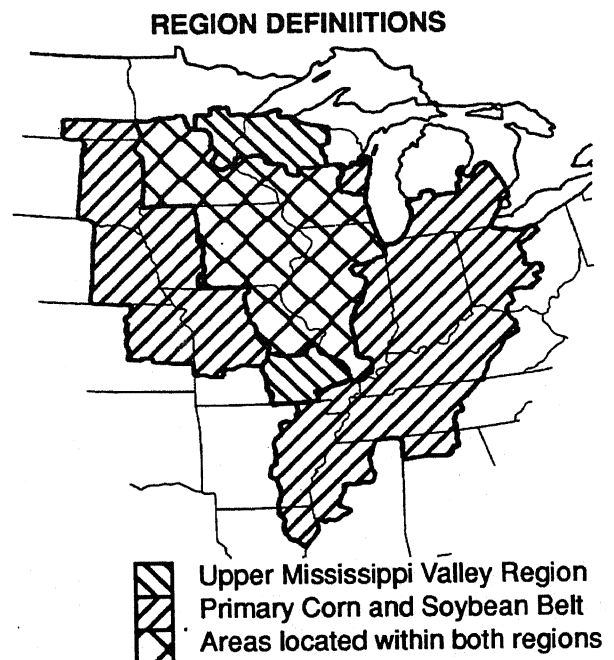 REGION DEFINIITIONS
Upper Mississippi Valley Region
Primary Corn and Soybean Belt
Areas located within both regions